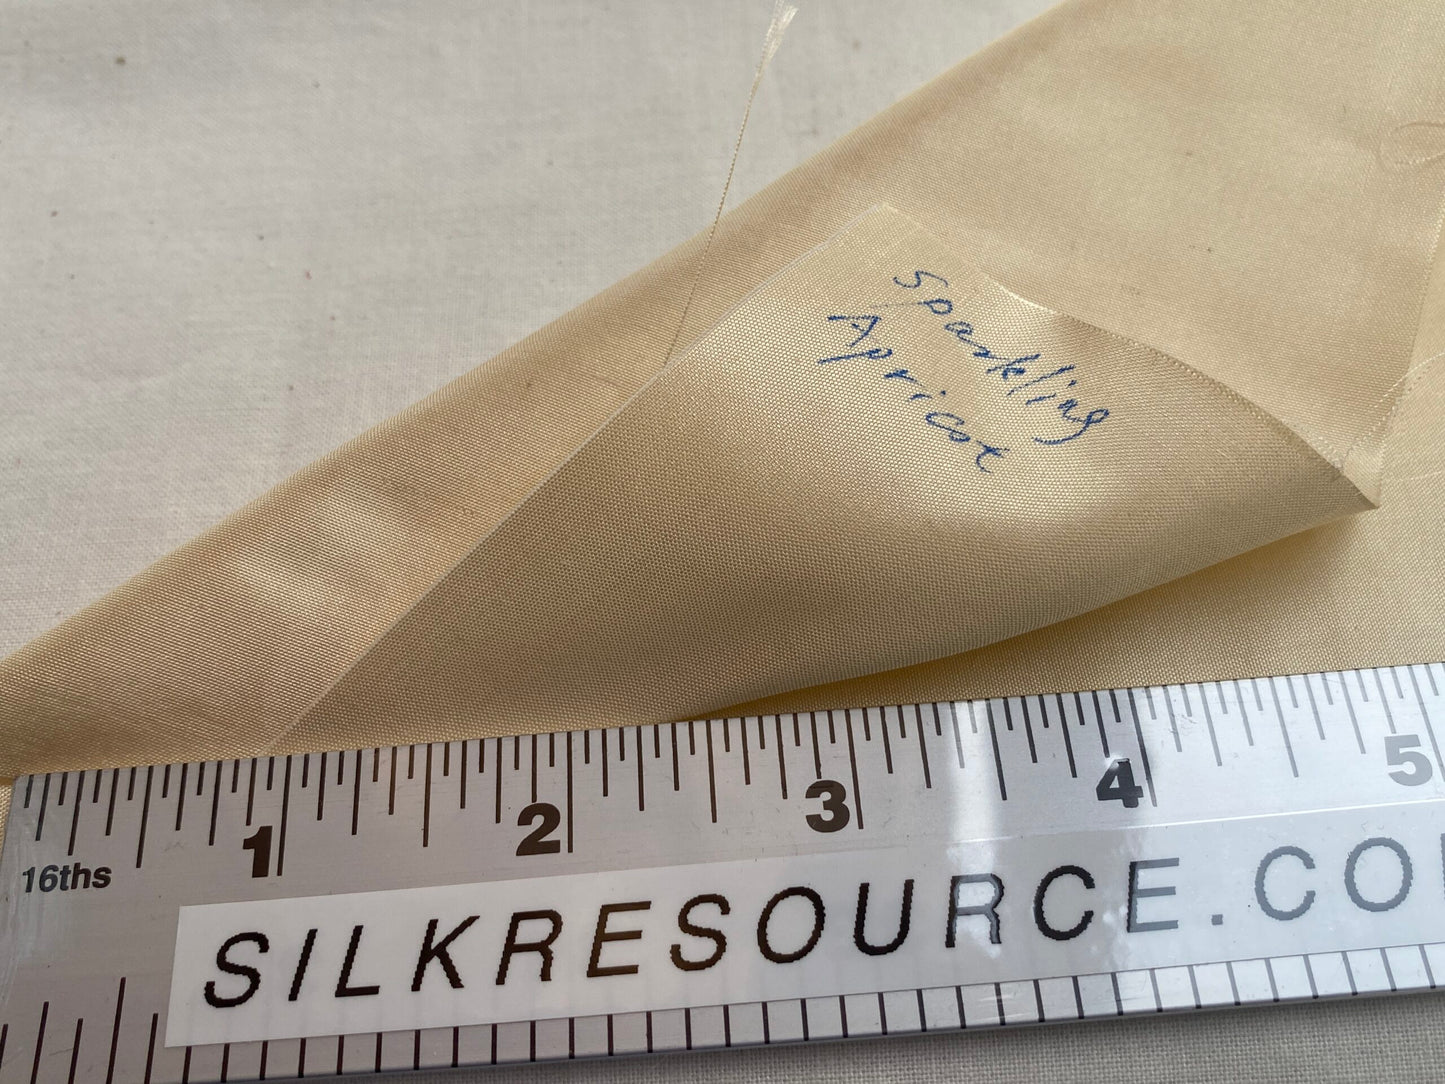 Sparkling
Apricot
1 2 3 4 5
16ths
SILKRESOURCE.CO